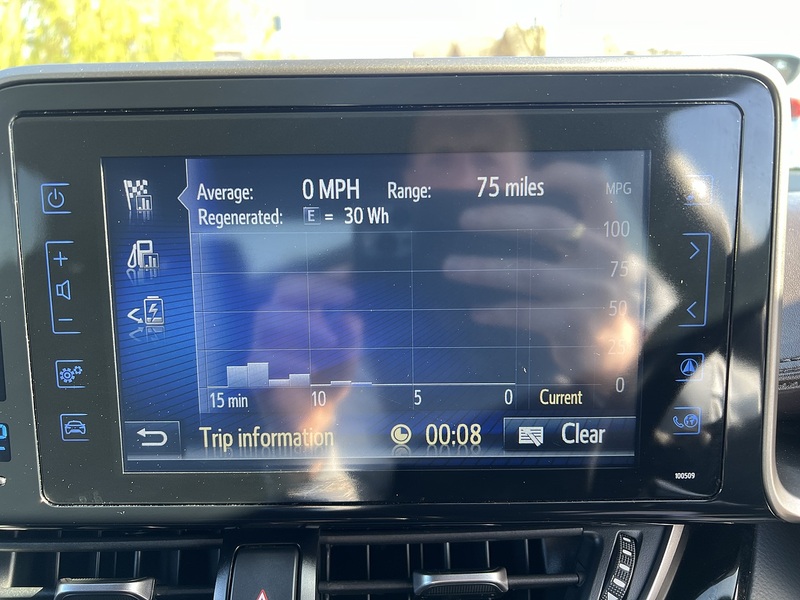 Average: 0 MPH Range: 75 miles MPG
Regenerated: E = 30 Wh
100
75
50
25
0
15 min 10 5 0 Current
Trip information 00:08 Clear
100509